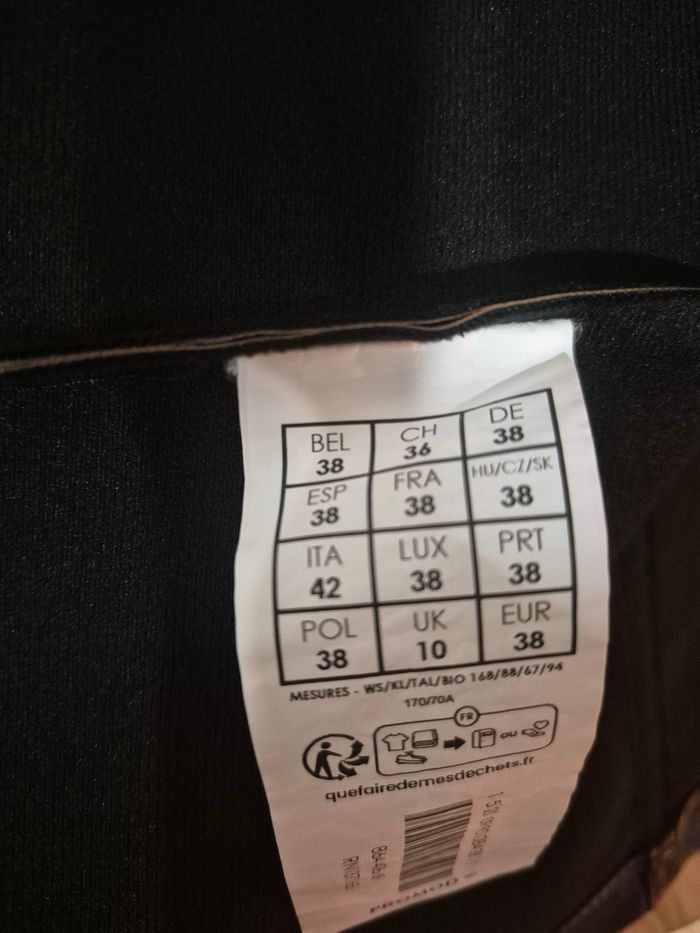 BEL CH DE
38 36 38
ESP FRA HU/CZ/SK
38 38 38
ITA LUX PRT
42 38 38
POL UK EUR
38 10 38
MESURES - WS/KL/TAL/BIO 168/88/67/94
170/70A
FR
OU
quefairedemesdechets.fr
PROMOD